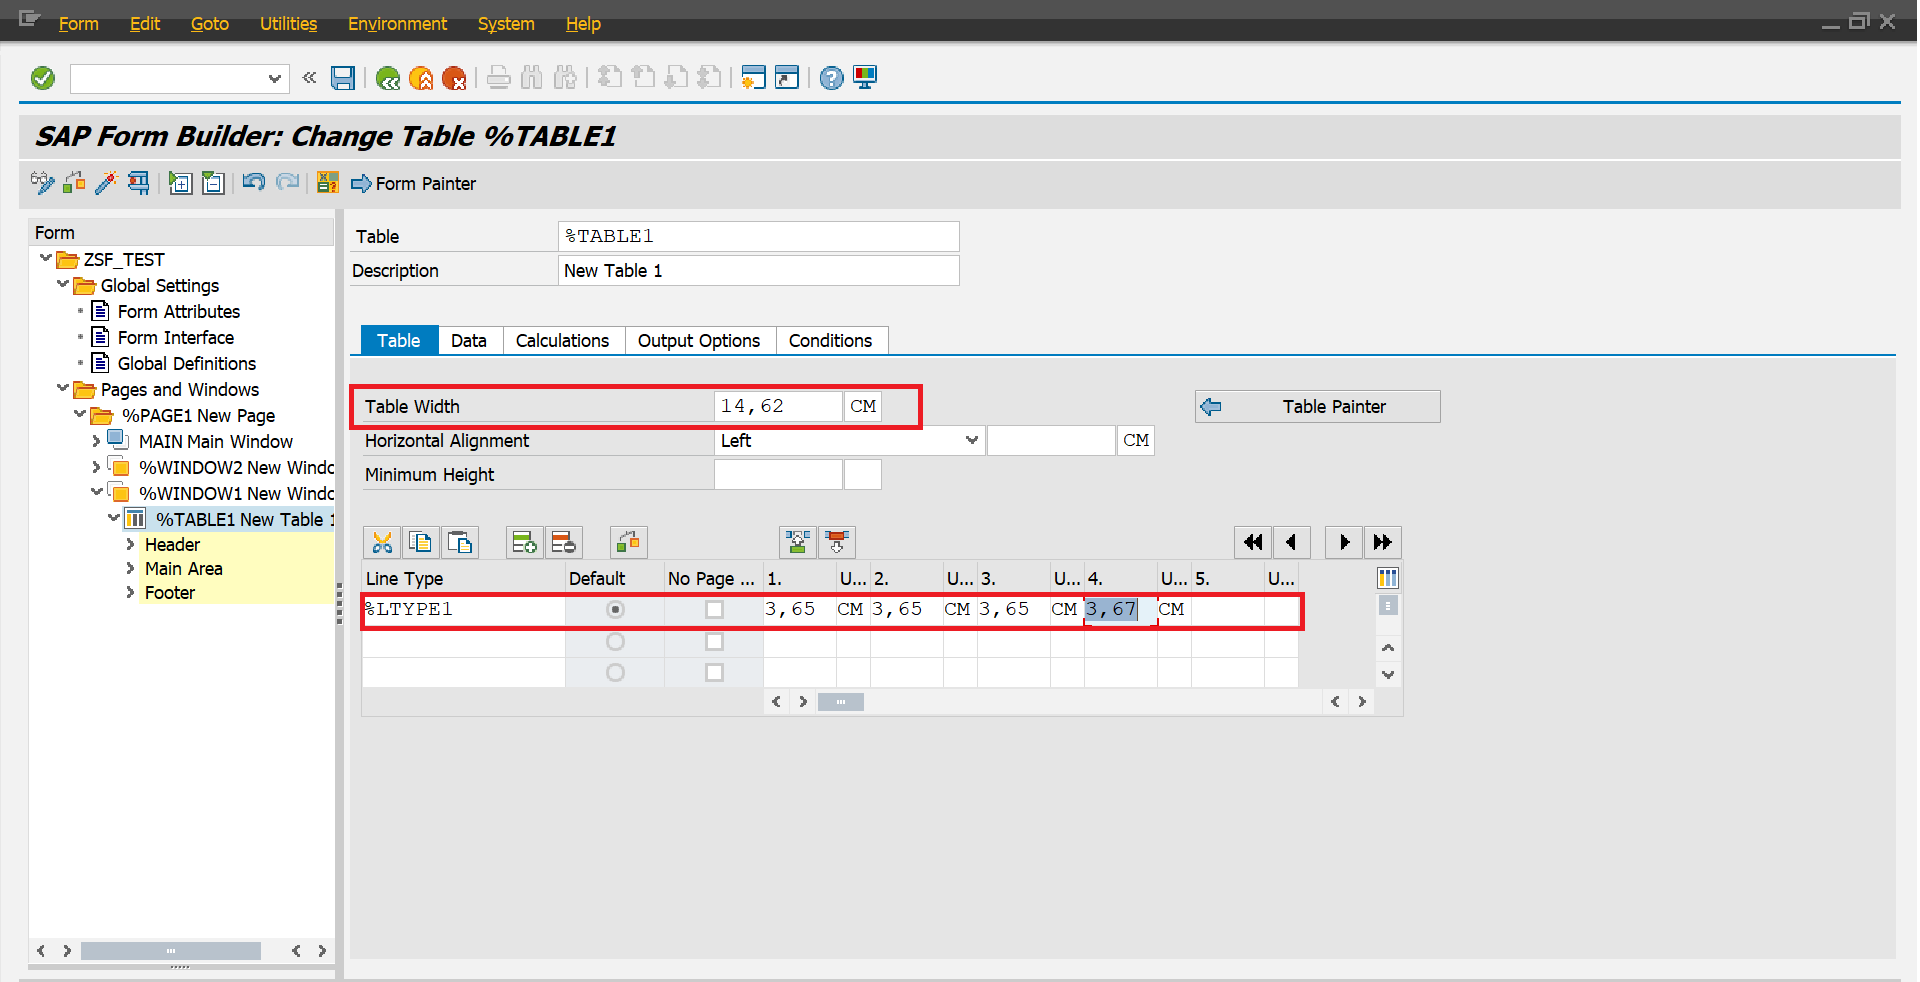 Form Edit Goto Utilities Environment System Help
SAP Form Builder: Change Table %TABLE1
Form Painter
Form
ZSF_TEST
Global Settings
Form Attributes
Form Interface
Global Definitions
Pages and Windows
%PAGE1 New Page
MAIN Main Window
%WINDOW2 New Windo
%WINDOW1 New Windo
%TABLE1 New Table 1
Header
Main Area
Footer
Table %TABLE1
Description New Table 1
Table Data Calculations Output Options Conditions
Table Width 14,62 CM Table Painter
Horizontal Alignment Left CM
Minimum Height
Line Type Default No Page ... 1. U... 2. U... 3. U... 4. U... 5. U...
%LTYPE1 3,65 CM 3,65 CM 3,65 CM 3,67 CM